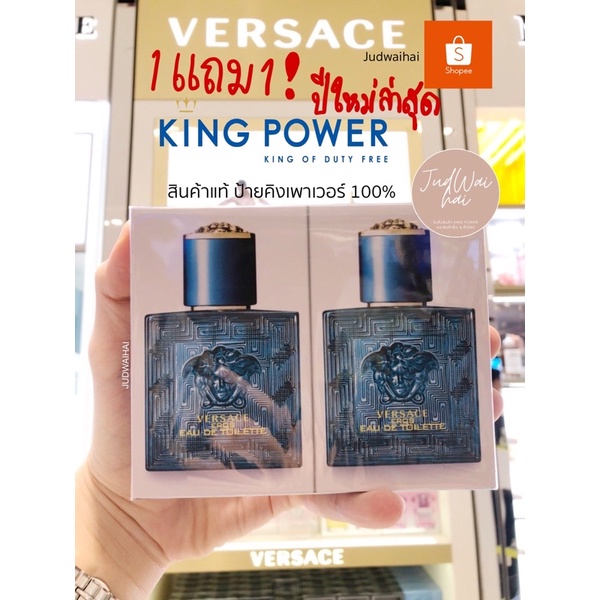 VERSACE
Judwaihai
Shopee
1 แถม 1 !
ปีใหม่ล่าสุด
KING POWER
KING OF DUTY FREE
สินค้าแท้ ป้ายคิงเพาเวอร์ 100%
JudWai
hai
JUDWAIHAI
VERSACE
EROS
EAU DE TOILETTE
VERSACE
EROS
EAU DE TOILETTE
VERSACE